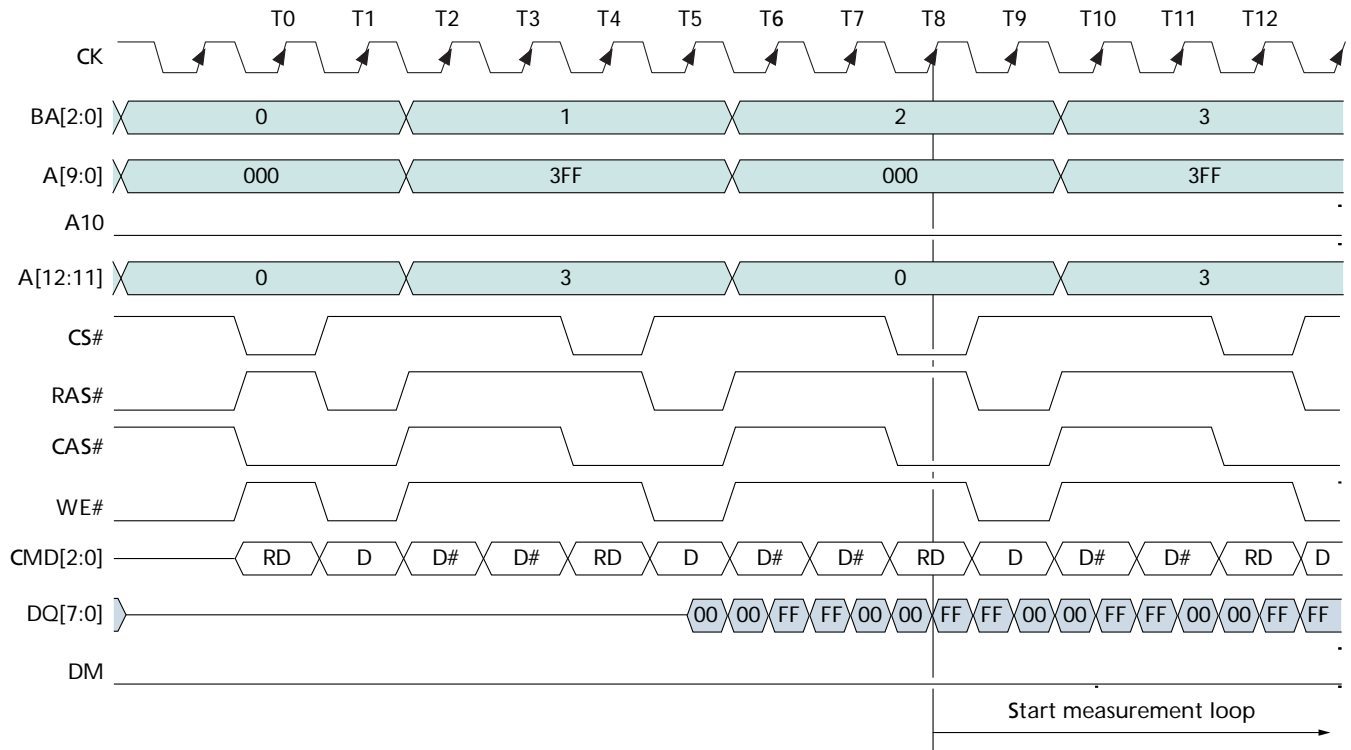 T0 T1 T2 T3 T4 T5 T6 T7 T8 T9 T10 T11 T12
CK
BA[2:0] 0 1 2 3
A[9:0] 000 3FF 000 3FF
A10
A[12:11] 0 3 0 3
CS#
RAS#
CAS#
WE#
CMD[2:0] RD D D# D# RD D D# D# RD D D# D# RD D
DQ[7:0] 00 00 FF FF 00 00 FF FF 00 00 FF FF 00 00 FF FF
DM
Start measurement loop